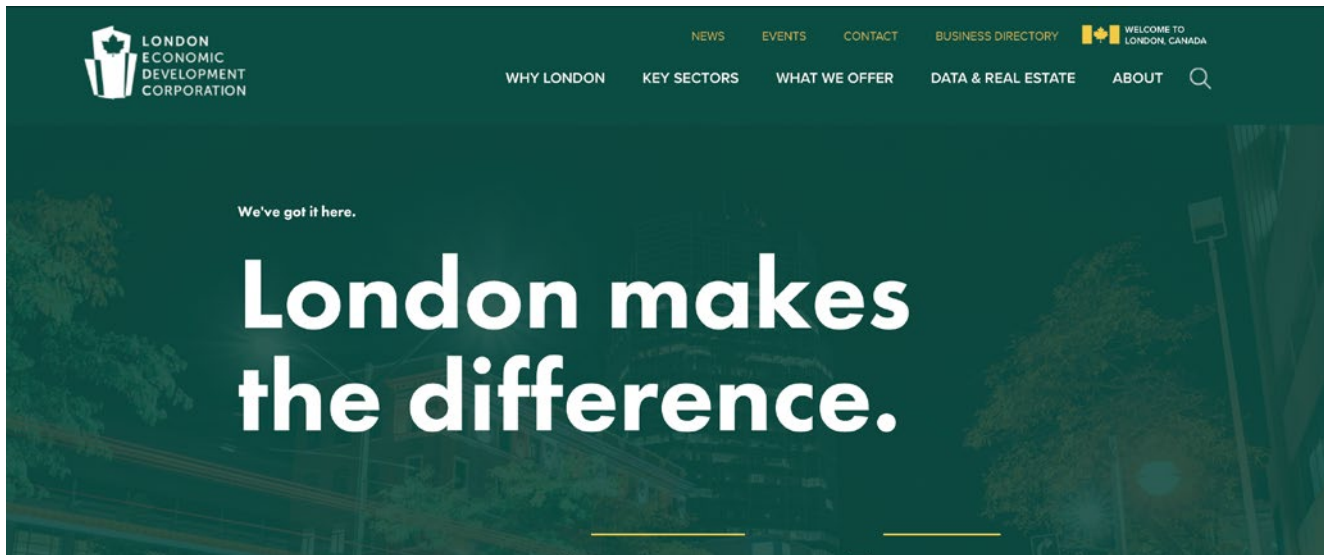 LONDON
ECONOMIC
DEVELOPMENT
CORPORATION
NEWS EVENTS CONTACT BUSINESS DIRECTORY WELCOME TO
LONDON, CANADA
WHY LONDON KEY SECTORS WHAT WE OFFER DATA & REAL ESTATE ABOUT
We've got it here.
London makes
the difference.